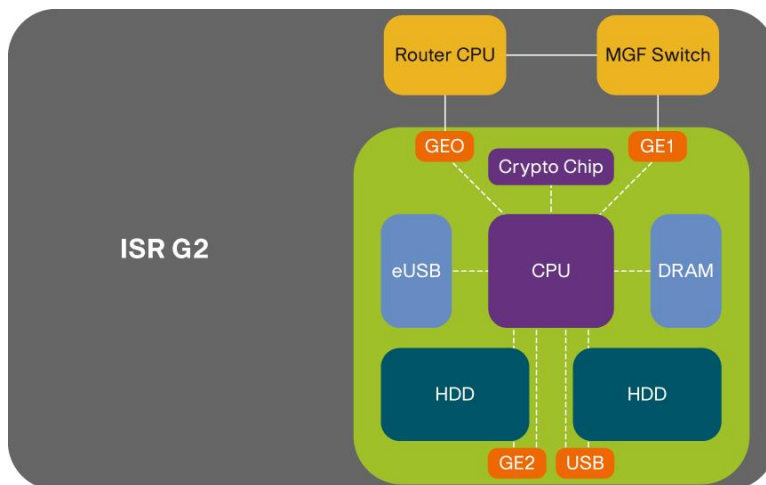 Router CPU
MGF Switch
GEO
GE1
Crypto Chip
ISR G2
eUSB
CPU
DRAM
HDD
HDD
GE2
USB